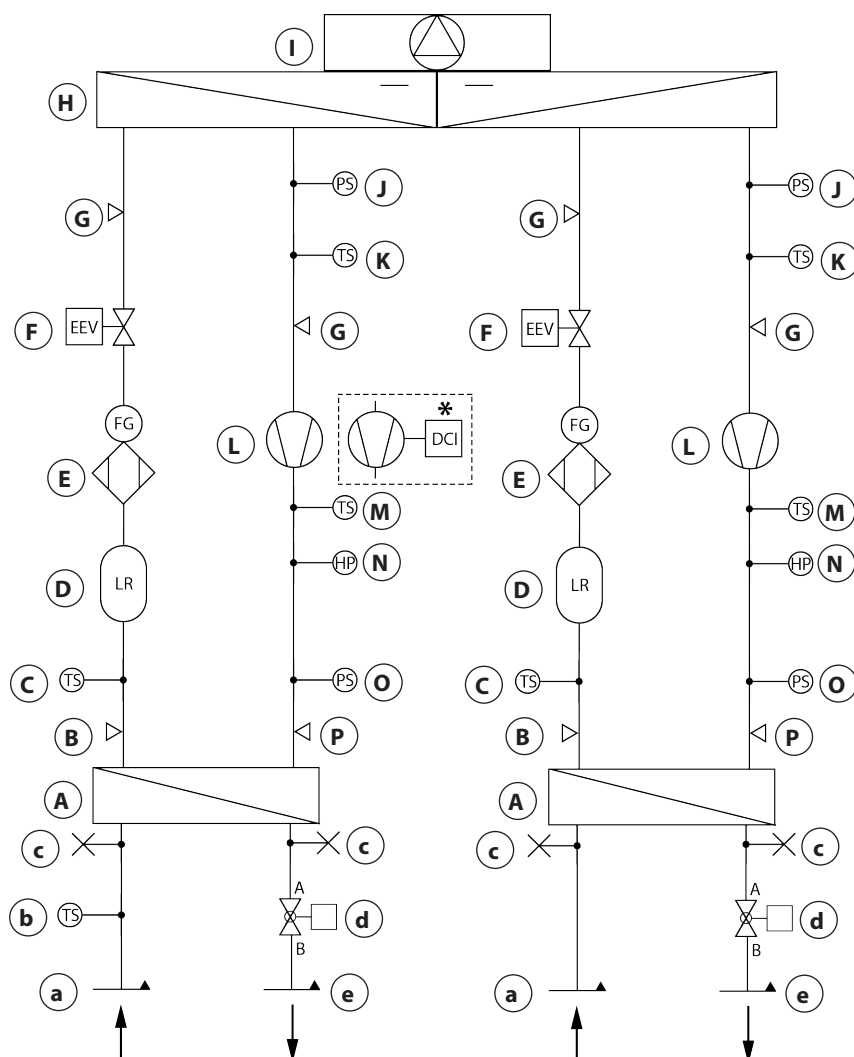 I
H
PS J PS J
G G
TS K TS K
F EEV G F EEV G
* 
FG FG
L DCI L
E E
TS M TS M
HP N HP N
D LR D LR
C TS PS O C TS PS O
B P B P
A A
c c c c
A A
b TS d d
B B
a e a e